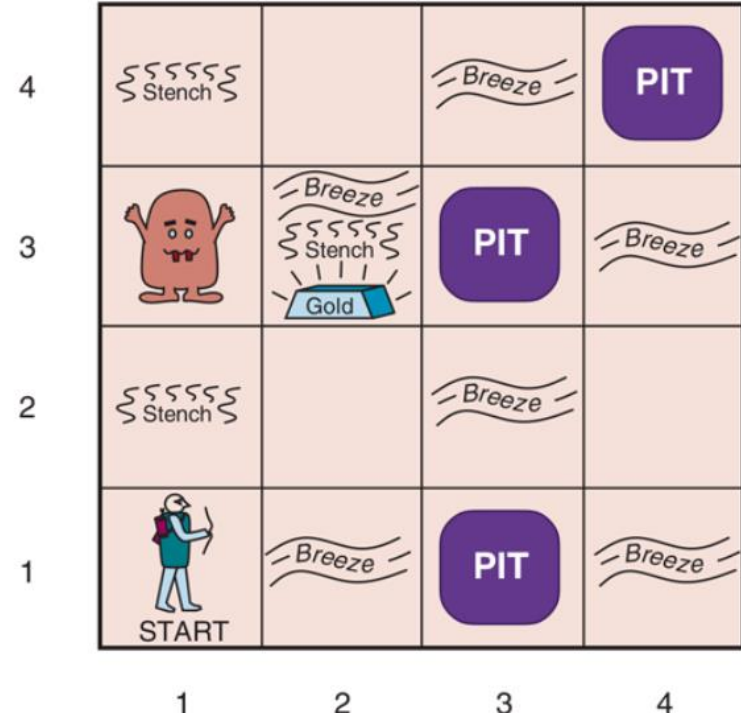 4
Stench
Breeze
PIT
3
Breeze
Stench
Gold
PIT
Breeze
2
Stench
Breeze
1
START
Breeze
PIT
Breeze
1 2 3 4